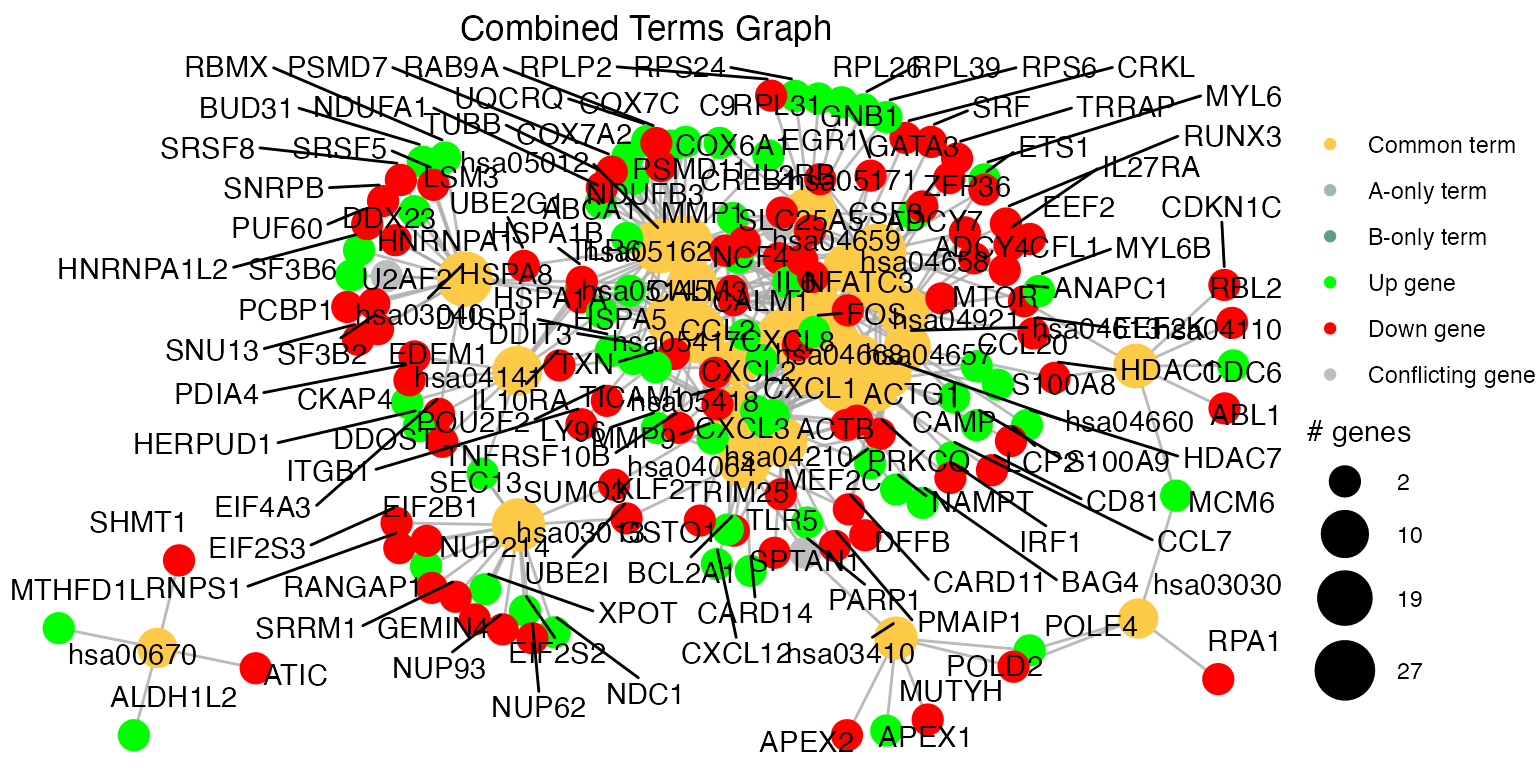 Combined Terms Graph
RBMX PSMD7 RAB9A RPLP2 RPS24 RPL26 RPL39 RPS6 CRKL
BUD31 NDUFA1 UQCRQ COX7C C9 RPL31 GNB1 SRF TRRAP MYL6
TUBB COX7A2 COX6A1 EGR1 GATA3 ETS1 RUNX3
SRSF8 SRSF5 hsa05012 PSMD11 IL2RB IL27RA
SNRPB LSM3 NDUFB3 CREB1 hsa05171 ZFP36
PUF60 DDX23 UBE2G1 ABCA1 MMP1 SLC25A5 CSF3 ADCY7 EEF2 CDKN1C
HNRNPA1L2 SF3B6 HNRNPA1 HSPA1B TLR6 hsa05162 NCF4 hsa04659 hsa04658 ADCY4 CFL1 MYL6B
PCBP1 U2AF2 HSPA8 HSPA1A hsa05145 CALM3 CALM1 IL6 NFATC3 MTOR ANAPC1 RBL2
SNU13 hsa03040 DUSP1 HSPA5 CCL2 FOS hsa04921 hsa04613 EEF2K hsa04110
SF3B2 EDEM1 DDIT3 hsa05417 CXCL8 hsa04668 hsa04657 CCL20
PDIA4 hsa04141 TXN CXCL2 CXCL1 ACTG1 S100A8 HDAC1 CDC6
CKAP4 IL10RA TICAM1 hsa05418 CAMP hsa04660 ABL1
HERPUD1 DDOST POU2F2 LY96 MMP9 CXCL3 ACTB LCP2 S100A9 HDAC7
ITGB1 TNFRSF10B hsa04064 hsa04210 PRKCQ
EIF4A3 SEC13 SUMO3 KLF2 TRIM25 MEF2C NAMPT CD81 MCM6
SHMT1 EIF2S3 EIF2B1 hsa03013 GSTO1 TLR5 DFFB IRF1 CCL7
MTHFD1L RNPS1 RANGAP1 NUP214 UBE2I BCL2A1 SPTAN1 CARD11 BAG4 hsa03030
SRRM1 GEMIN4 XPOT CARD14 PARP1 PMAIP1 POLE4 RPA1
hsa00670 ATIC NUP93 EIF2S2 CXCL12 hsa03410 POLD2
ALDH1L2 NUP62 NDC1 MUTYH
APEX2 APEX1
Common term
A-only term
B-only term
Up gene
Down gene
Conflicting gene
# genes
2
10
19
27